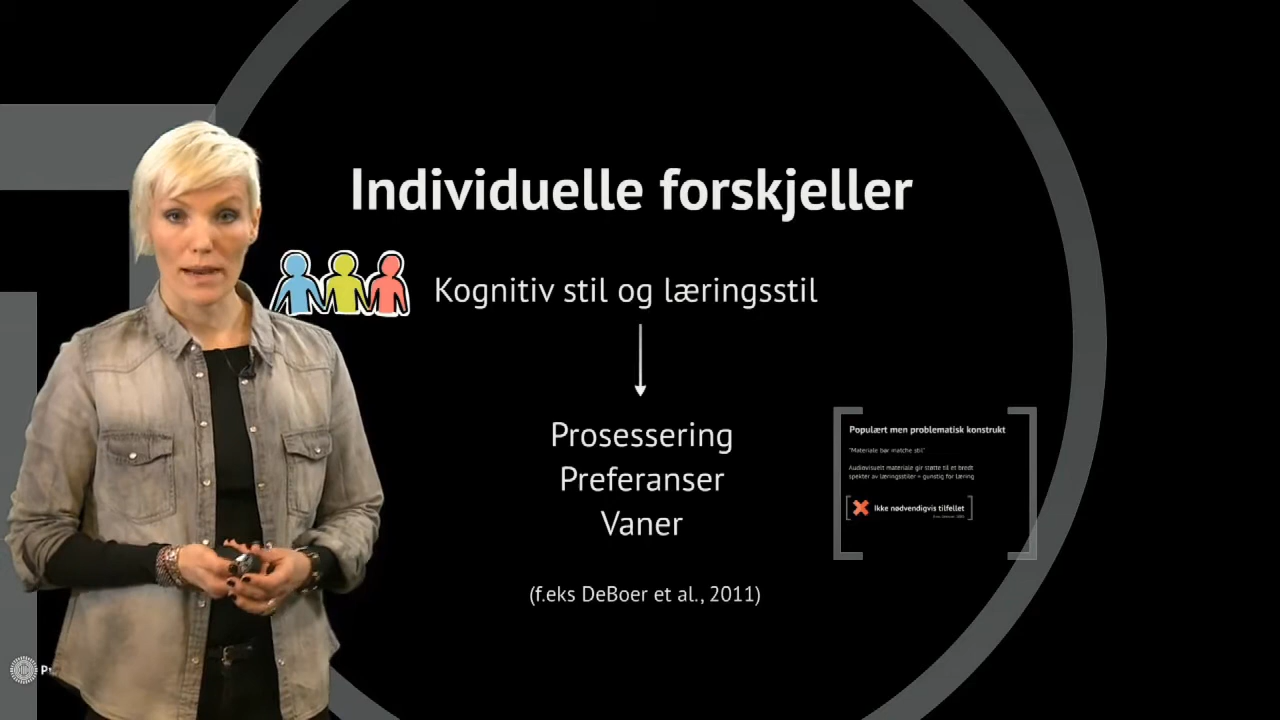 Individuelle forskjeller
Kognitiv stil og læringsstil
Prosessering
Preferanser
Vaner
(f.eks DeBoer et al., 2011)
Populært men problematisk konstrukt
"Materiale bør matche stil"
Audiovisuelt materiale gir støtte til et bredt
spekter av læringsstiler = gunstig for læring
Ikke nødvendigvis tilfellet